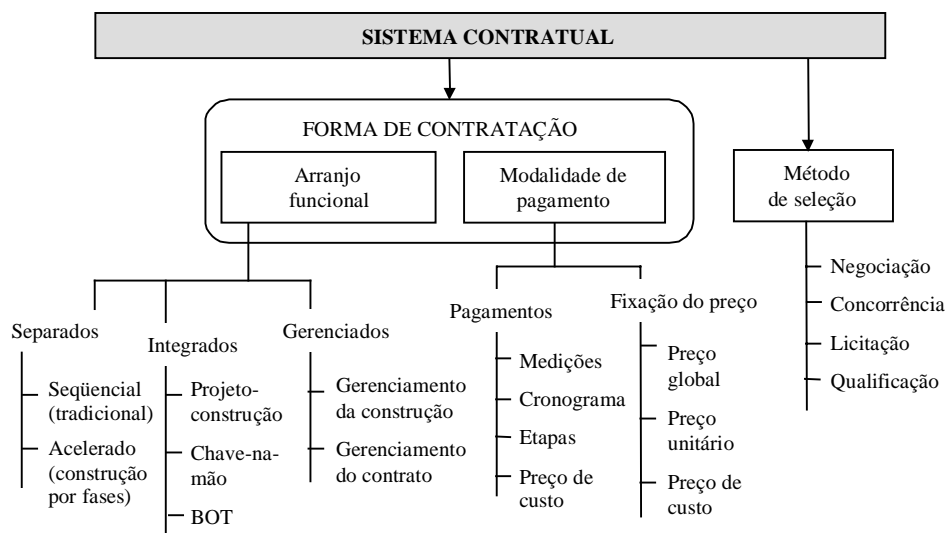 SISTEMA CONTRATUAL
FORMA DE CONTRATAÇÃO
Arranjo
funcional
Modalidade de
pagamento
Método
de seleção
Separados
Seqüencial
(tradicional)
Acelerado
(construção
por fases)
Integrados
Projeto-
construção
Chave-na-
mão
BOT
Gerenciados
Gerenciamento
da construção
Gerenciamento
do contrato
Pagamentos
Medições
Cronograma
Etapas
Preço de
custo
Fixação do preço
Preço
global
Preço
unitário
Preço de
custo
Negociação
Concorrência
Licitação
Qualificação